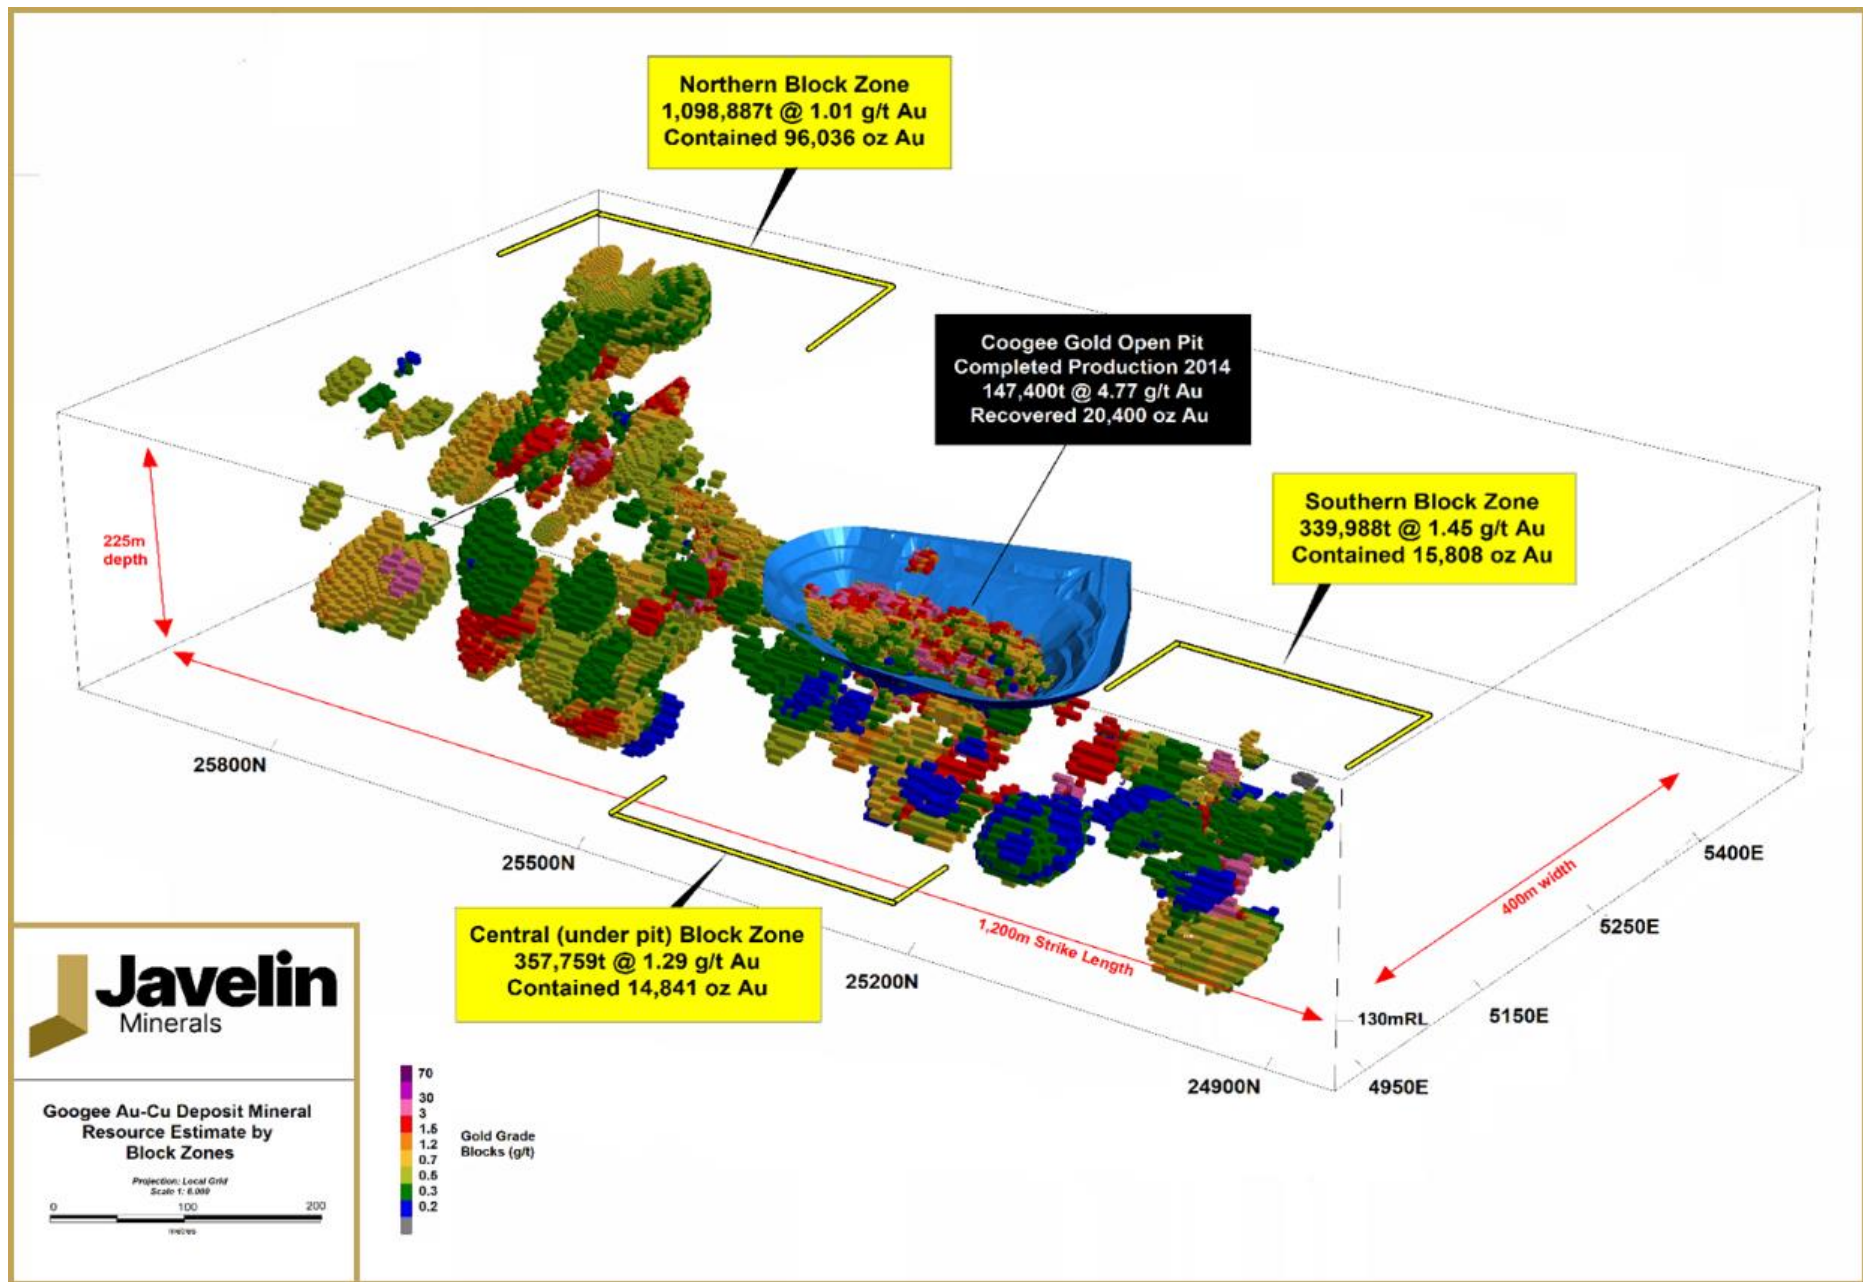 Northern Block Zone
1,098,887t @ 1.01 g/t Au
Contained 96,036 oz Au
Coogee Gold Open Pit
Completed Production 2014
147,400t @ 4.77 g/t Au
Recovered 20,400 oz Au
Southern Block Zone
339,988t @ 1.45 g/t Au
Contained 15,808 oz Au
225m
depth
25800N
25500N
25200N
24900N
1,200m Strike Length
400m width
5400E
5250E
5150E
4950E
130mRL
Central (under pit) Block Zone
357,759t @ 1.29 g/t Au
Contained 14,841 oz Au
Javelin
Minerals
Googee Au-Cu Deposit Mineral
Resource Estimate by
Block Zones
Projection: Local Grid
Scale 1: 6.000
0 100 200
metres
70
30
3
1.5
1.2
0.7
0.5
0.3
0.2
Gold Grade
Blocks (g/t)